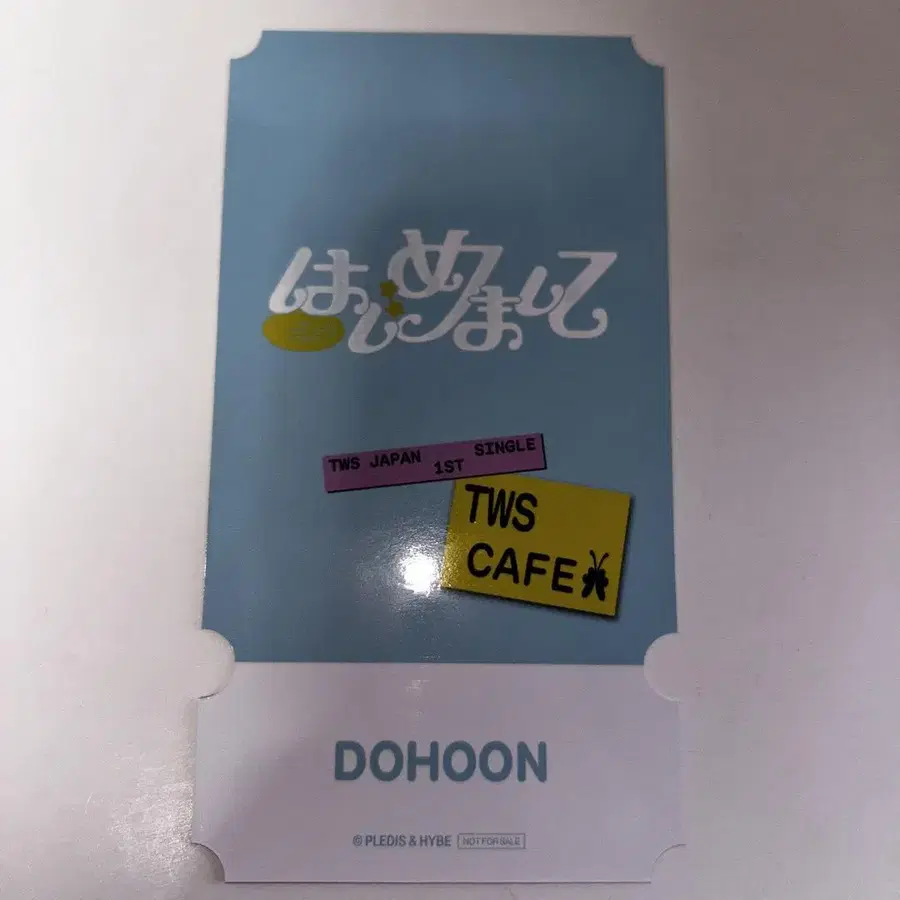 はじめまして
TWS JAPAN 1ST SINGLE
TWS
CAFE
DOHOON
© PLEDIS & HYBE NOT FOR SALE